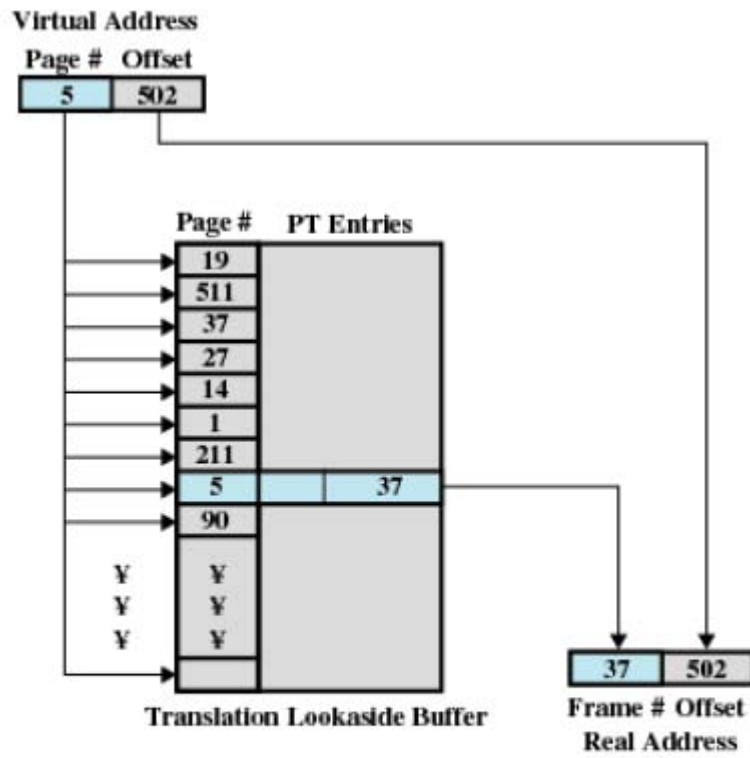 Virtual Address
Page # Offset
5 502
Page # PT Entries
19
511
37
27
14
1
211
5 37
90
¥ ¥
¥ ¥
¥ ¥
Translation Lookaside Buffer
37 502
Frame # Offset
Real Address